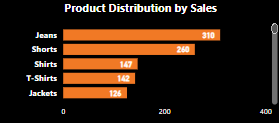 Product Distribution by Sales
Jeans 310
Shorts 260
Shirts 147
T-Shirts 142
Jackets 126
0 200 400